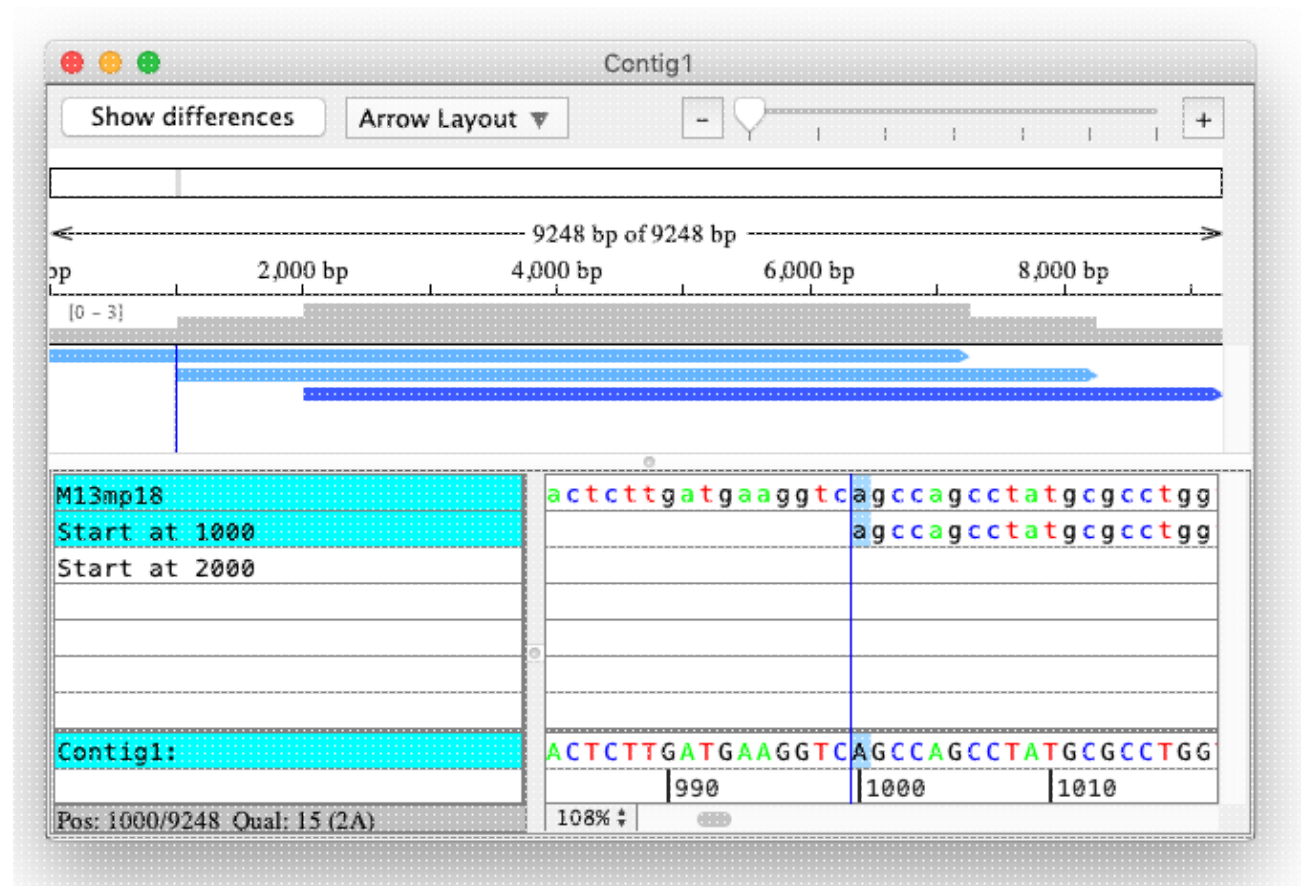 Contig1
Show differences Arrow Layout ▼ - +
9248 bp of 9248 bp
op 2,000 bp 4,000 bp 6,000 bp 8,000 bp
[0 - 3]
M13mp18 actcttgatgaaggtcagccagcctatgcgcctgg
Start at 1000 agccagcctatgcgcctgg
Start at 2000
Contig1: ACTCTTGATGAAGGTCAGCCAGCCTATGCGCCTGG
990 1000 1010
Pos: 1000/9248 Qual: 15 (2A) 108%